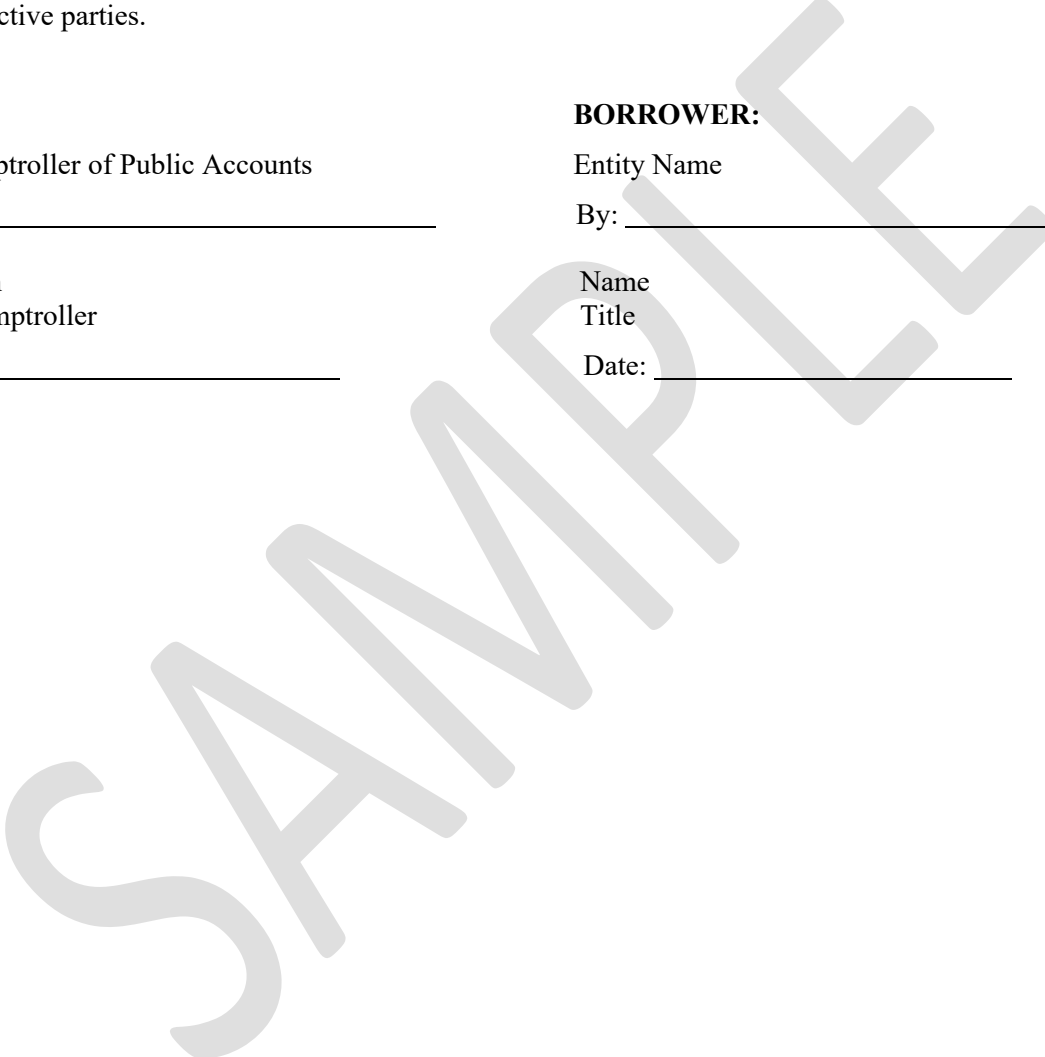 ctive parties.
BORROWER:
ptroller of Public Accounts
Entity Name
By:
Name
mptroller
Title
Date:
SAMPLE